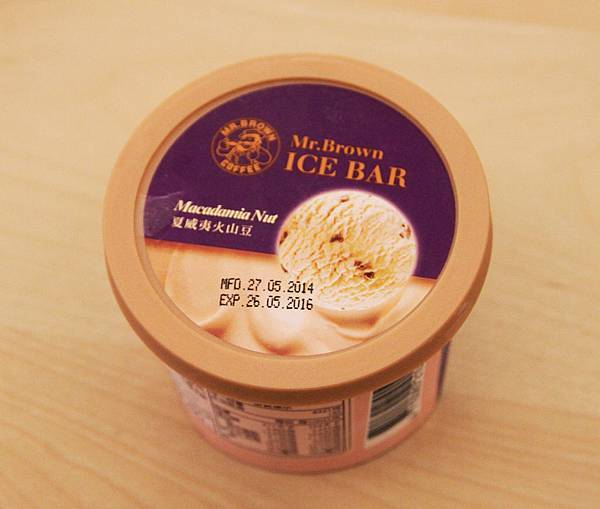 MR. BROWN
COFFEE
Mr.Brown
ICE BAR
Macadamia Nut
夏威夷火山豆
MFD.27.05.2014
EXP.26.05.2016